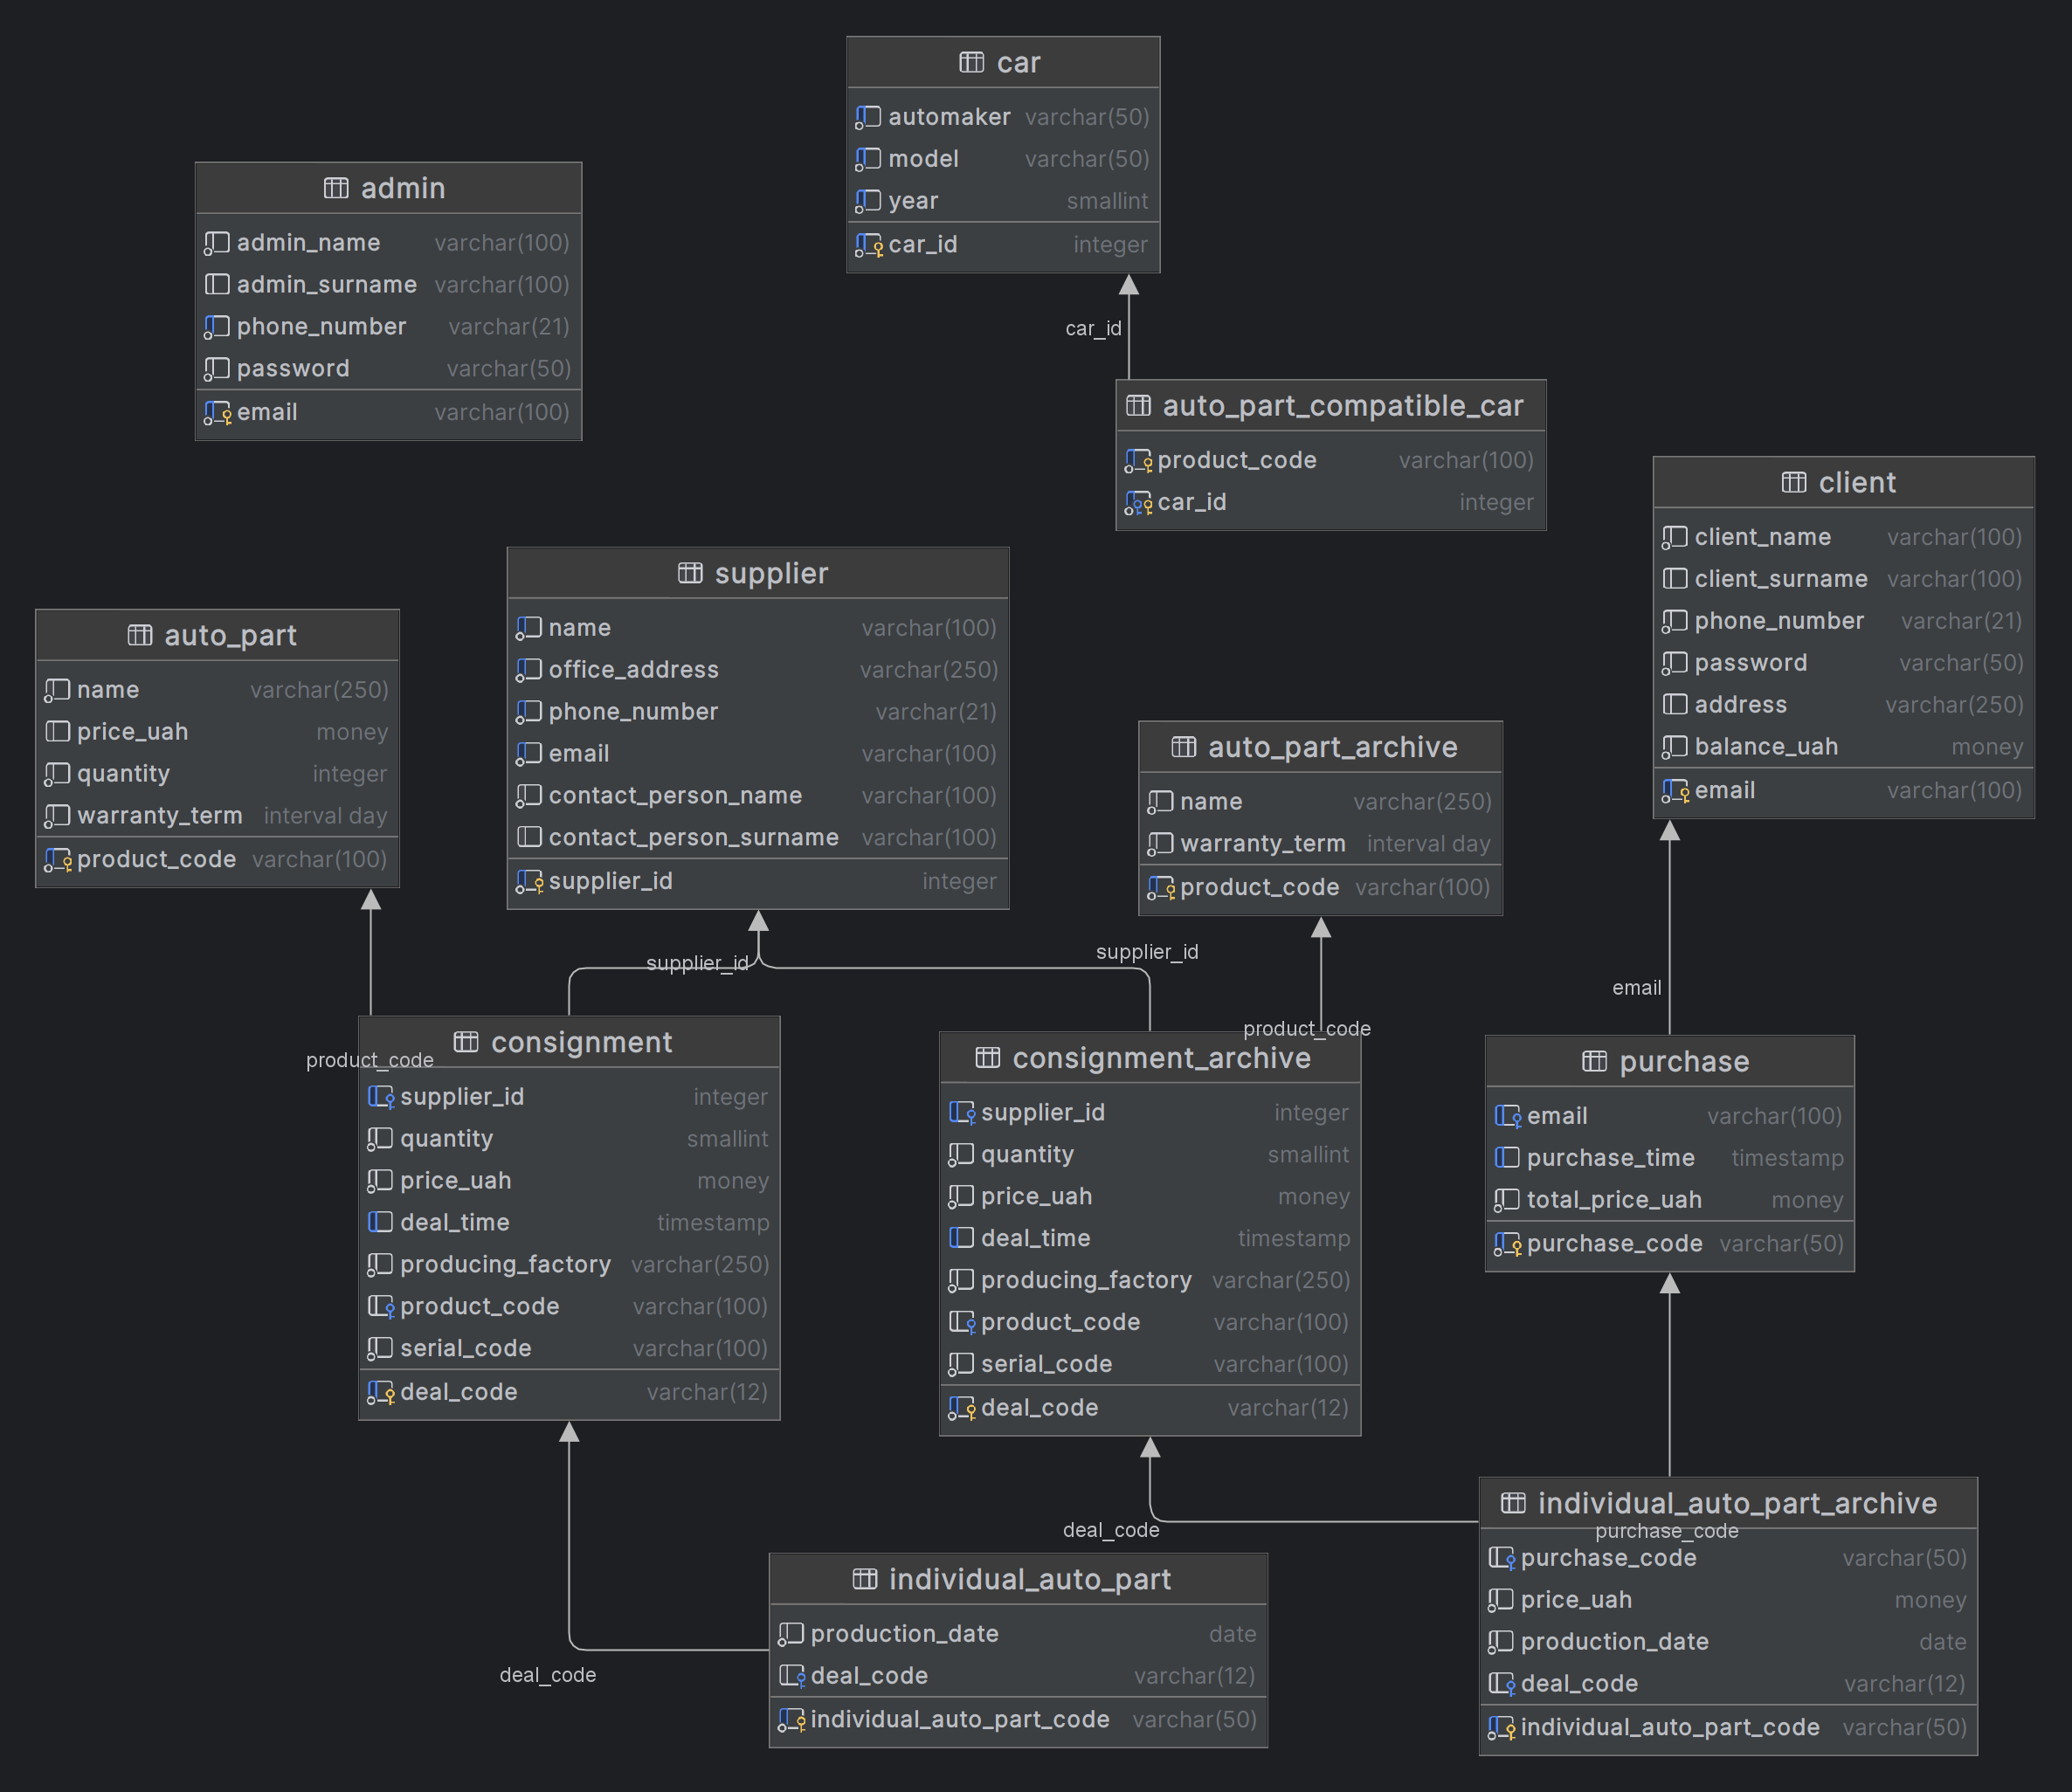 car
automaker varchar(50)
model varchar(50)
year smallint
car_id integer
admin
admin_name varchar(100)
admin_surname varchar(100)
phone_number varchar(21)
password varchar(50)
email varchar(100)
car_id
auto_part_compatible_car
product_code varchar(100)
car_id integer
client
client_name varchar(100)
client_surname varchar(100)
phone_number varchar(21)
password varchar(50)
address varchar(250)
balance_uah money
email varchar(100)
supplier
name varchar(100)
office_address varchar(250)
phone_number varchar(21)
email varchar(100)
contact_person_name varchar(100)
contact_person_surname varchar(100)
supplier_id integer
auto_part
name varchar(250)
price_uah money
quantity integer
warranty_term interval day
product_code varchar(100)
auto_part_archive
name varchar(250)
warranty_term interval day
product_code varchar(100)
supplier_id
supplier_id
email
product_code
product_code
consignment
supplier_id integer
quantity smallint
price_uah money
deal_time timestamp
producing_factory varchar(250)
product_code varchar(100)
serial_code varchar(100)
deal_code varchar(12)
consignment_archive
supplier_id integer
quantity smallint
price_uah money
deal_time timestamp
producing_factory varchar(250)
product_code varchar(100)
serial_code varchar(100)
deal_code varchar(12)
purchase
email varchar(100)
purchase_time timestamp
total_price_uah money
purchase_code varchar(50)
deal_code
deal_code
purchase_code
individual_auto_part
production_date date
deal_code varchar(12)
individual_auto_part_code varchar(50)
individual_auto_part_archive
purchase_code varchar(50)
price_uah money
production_date date
deal_code varchar(12)
individual_auto_part_code varchar(50)